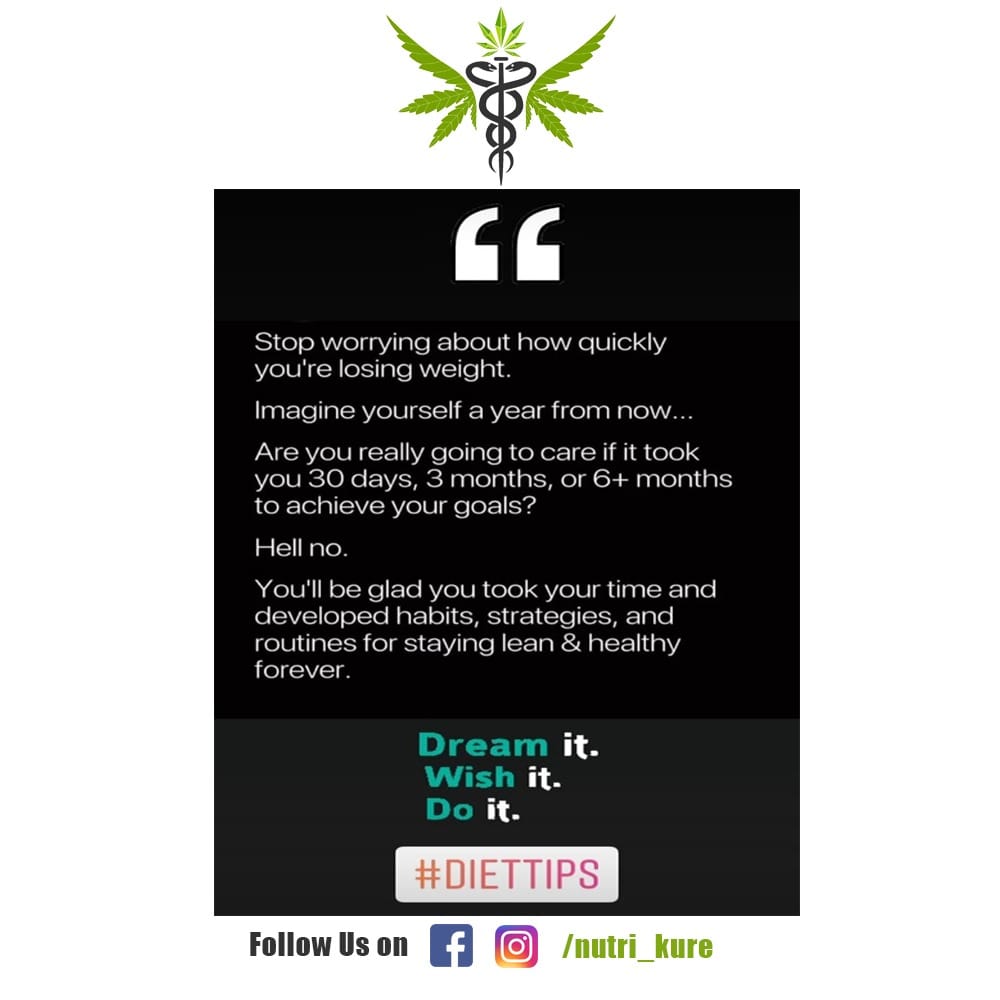 “
Stop worrying about how quickly
you're losing weight.
Imagine yourself a year from now...
Are you really going to care if it took
you 30 days, 3 months, or 6+ months
to achieve your goals?
Hell no.
You'll be glad you took your time and
developed habits, strategies, and
routines for staying lean & healthy
forever.
Dream it.
Wish it.
Do it.
#DIETTIPS
Follow Us on /nutri_kure